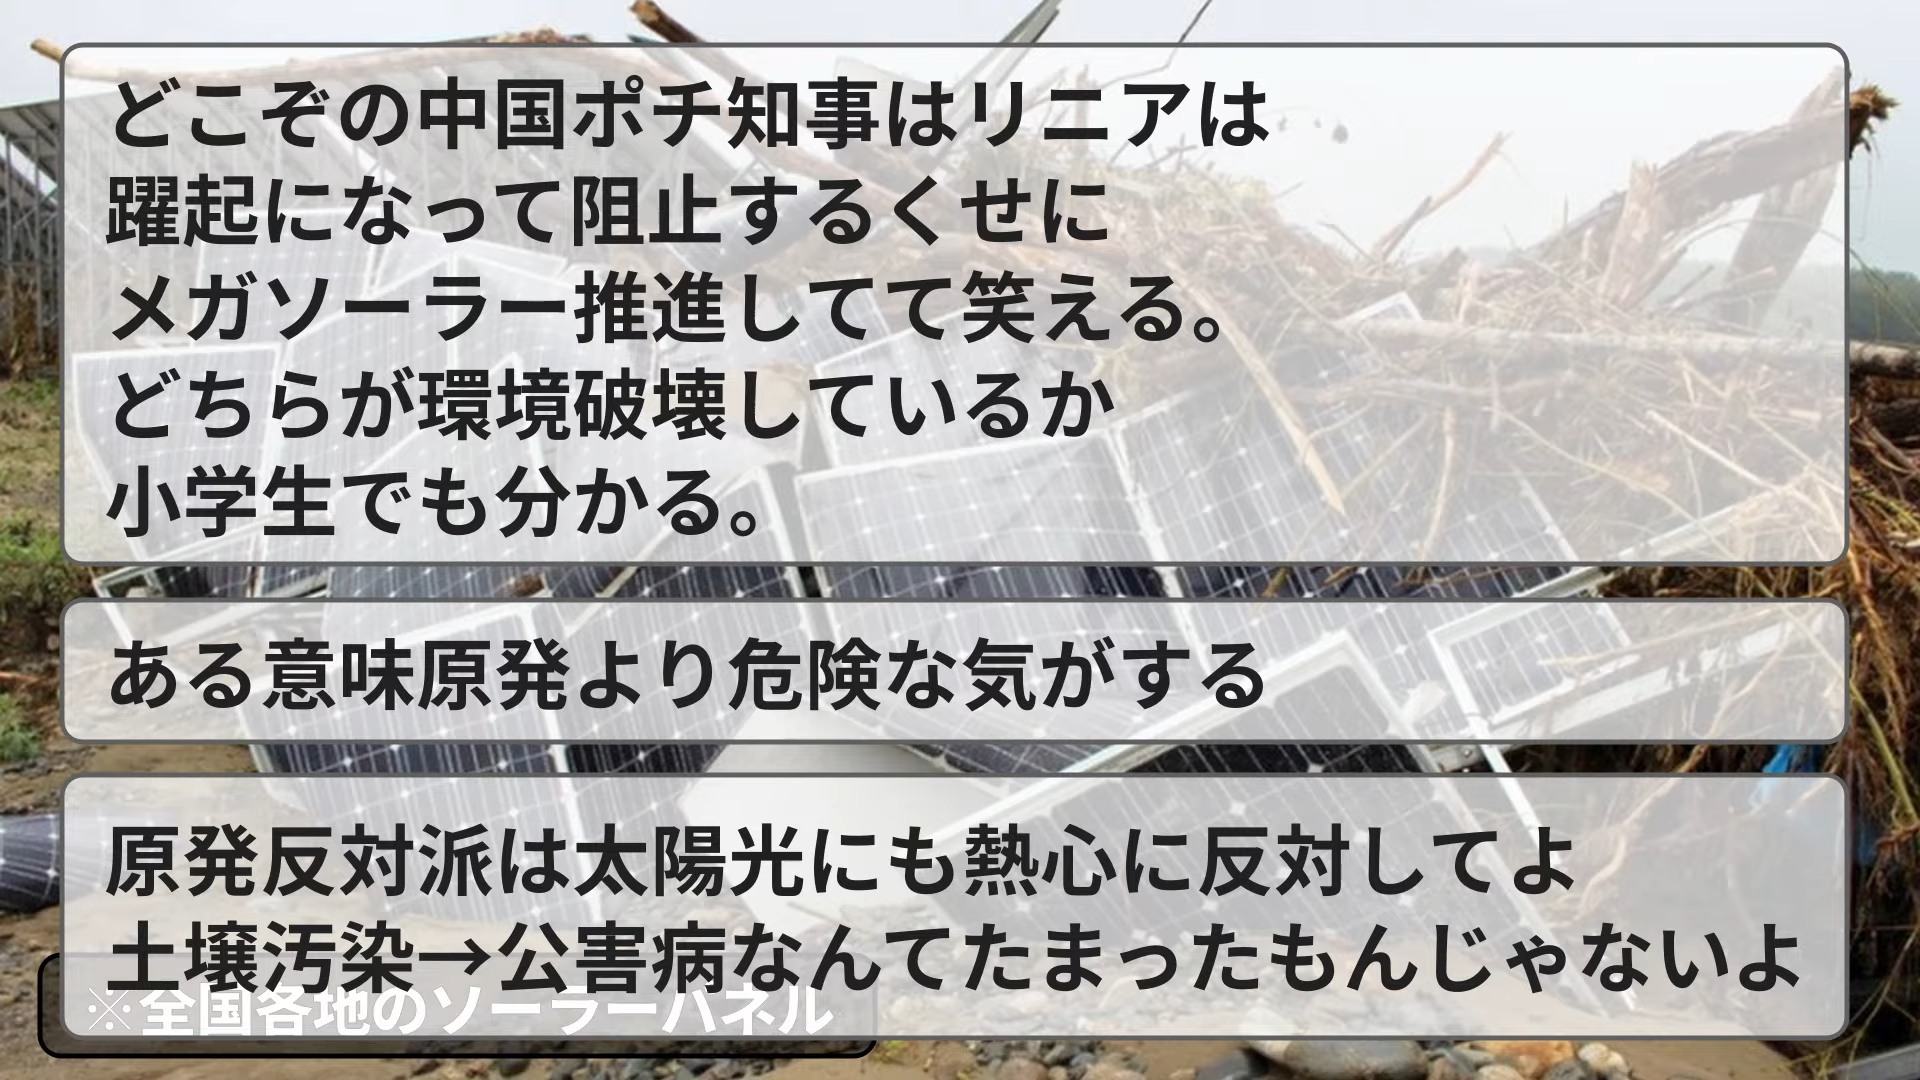 どこぞの中国ポチ知事はリニアは
躍起になって阻止するくせに
メガソーラー推進してて笑える。
どちらが環境破壊しているか
小学生でも分かる。
ある意味原発より危険な気がする
原発反対派は太陽光にも熱心に反対してよ
土壌汚染→公害病なんてたまったもんじゃないよ
※全国各地のソーラーパネル